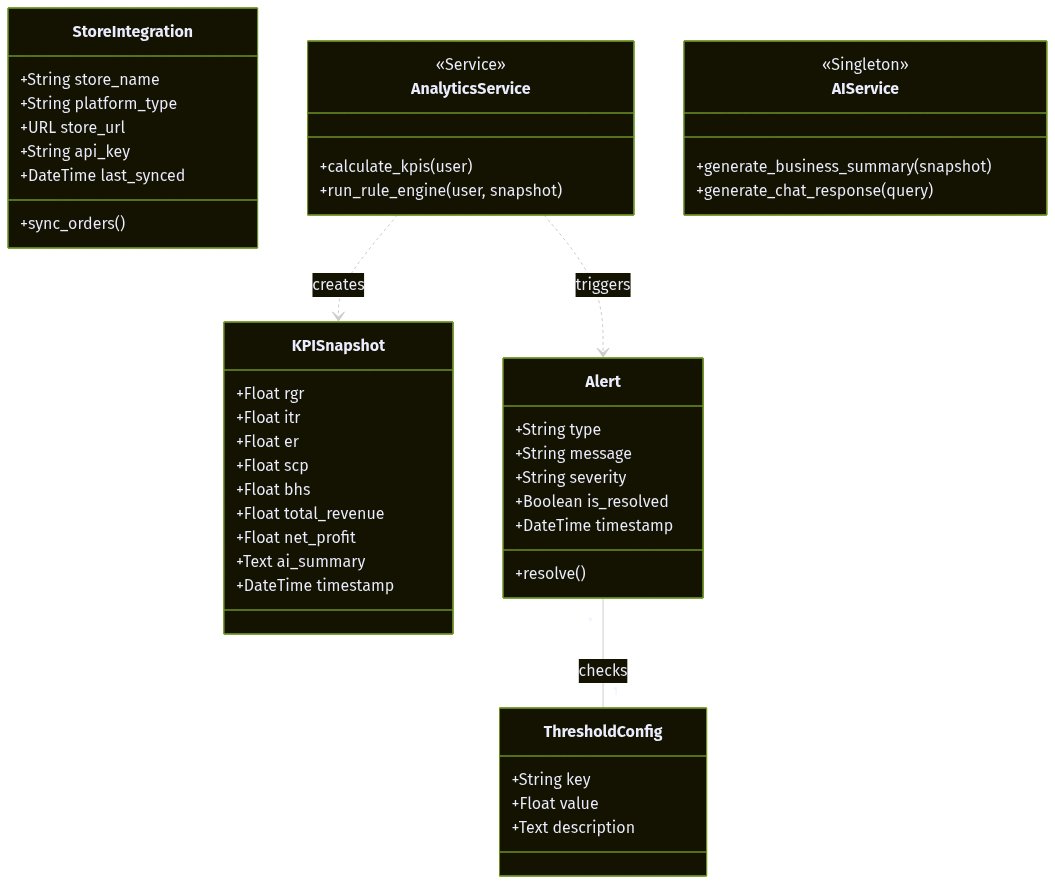 StoreIntegration
+String store_name
+String platform_type
+URL store_url
+String api_key
+DateTime last_synced
+sync_orders()
«Service»
AnalyticsService
+calculate_kpis(user)
+run_rule_engine(user, snapshot)
«Singleton»
AIService
+generate_business_summary(snapshot)
+generate_chat_response(query)
creates
triggers
KPISnapshot
+Float rgr
+Float itr
+Float er
+Float scp
+Float bhs
+Float total_revenue
+Float net_profit
+Text ai_summary
+DateTime timestamp
Alert
+String type
+String message
+String severity
+Boolean is_resolved
+DateTime timestamp
+resolve()
checks
ThresholdConfig
+String key
+Float value
+Text description